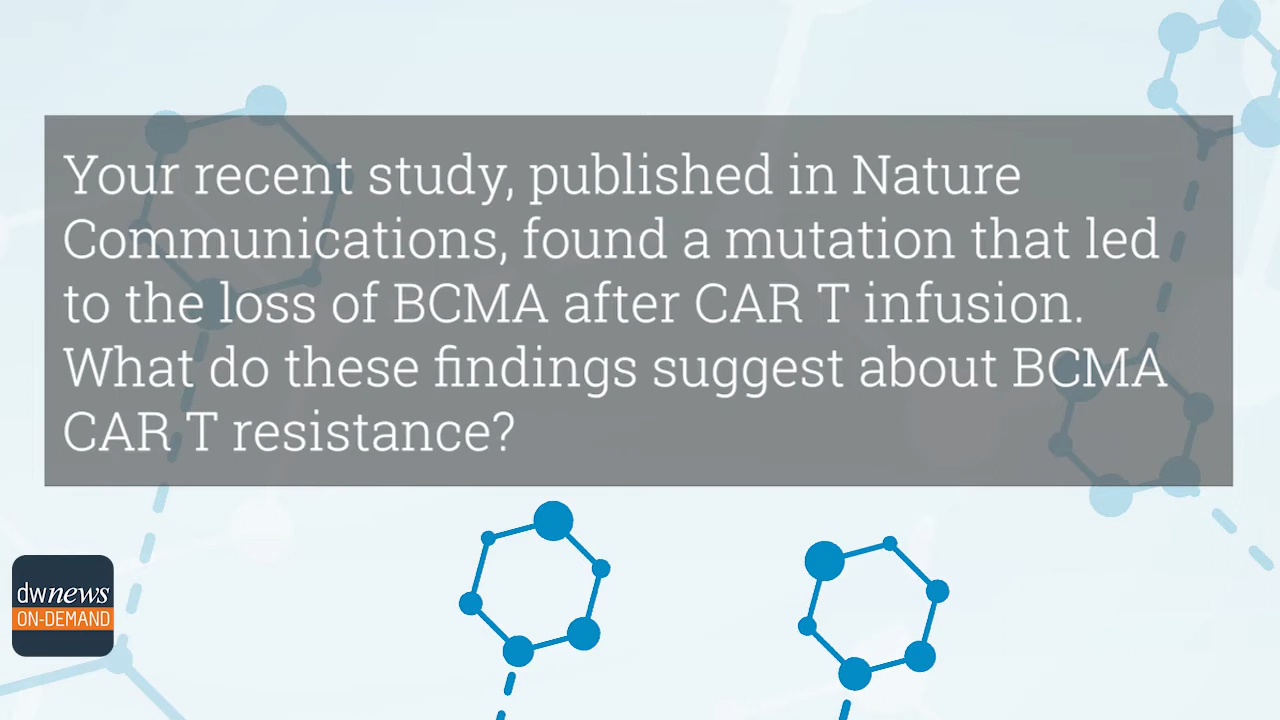 Your recent study, published in Nature
Communications, found a mutation that led
to the loss of BCMA after CAR T infusion.
What do these findings suggest about BCMA
CAR T resistance?
dwnews
ON-DEMAND